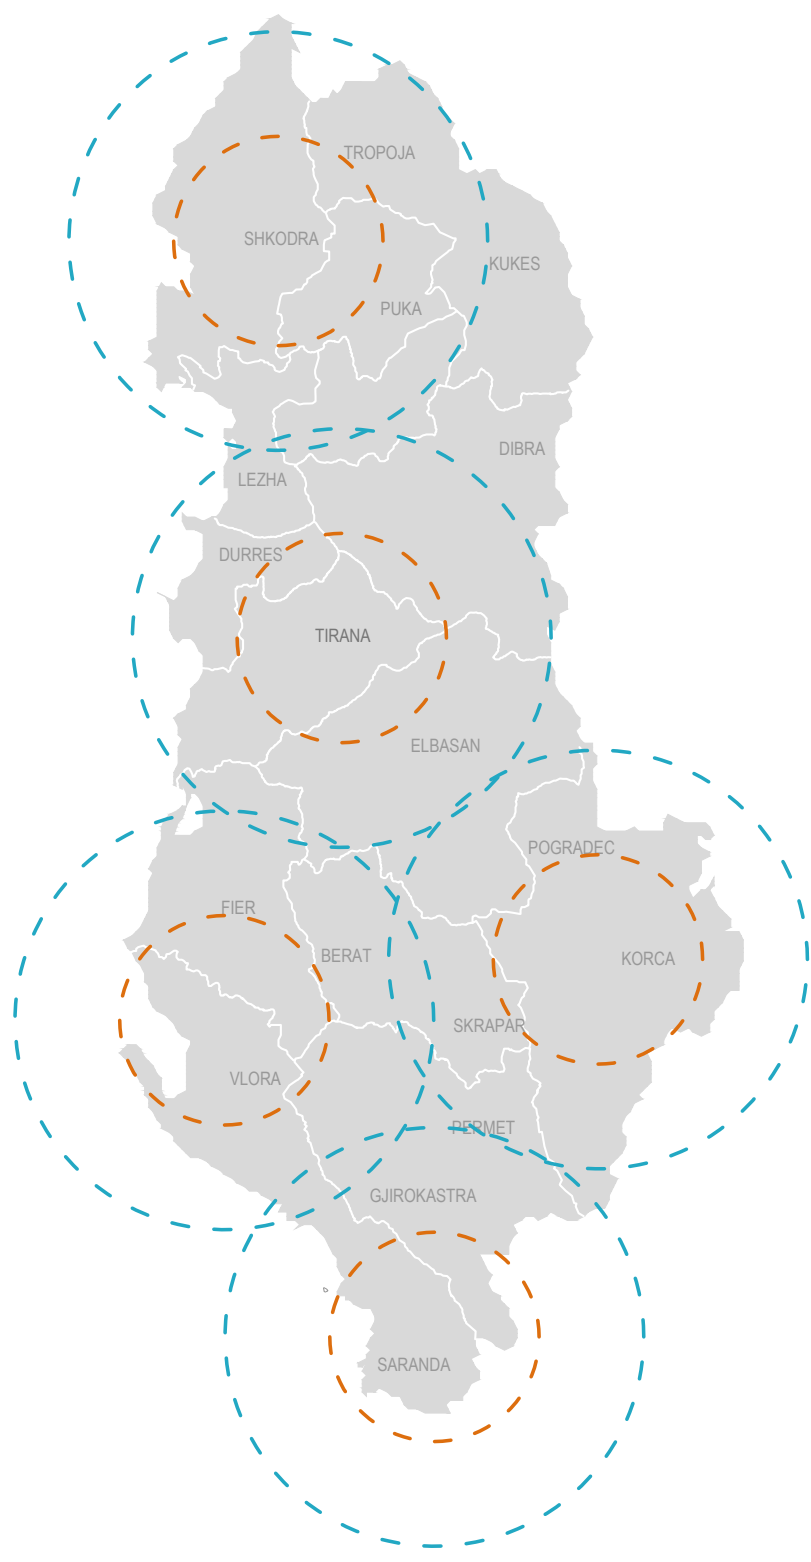 TROPOJA
SHKODRA
KUKES
PUKA
DIBRA
LEZHA
DURRES
TIRANA
ELBASAN
POGRADEC
FIER
BERAT
KORCA
SKRAPAR
VLORA
PERMET
GJIROKASTRA
SARANDA